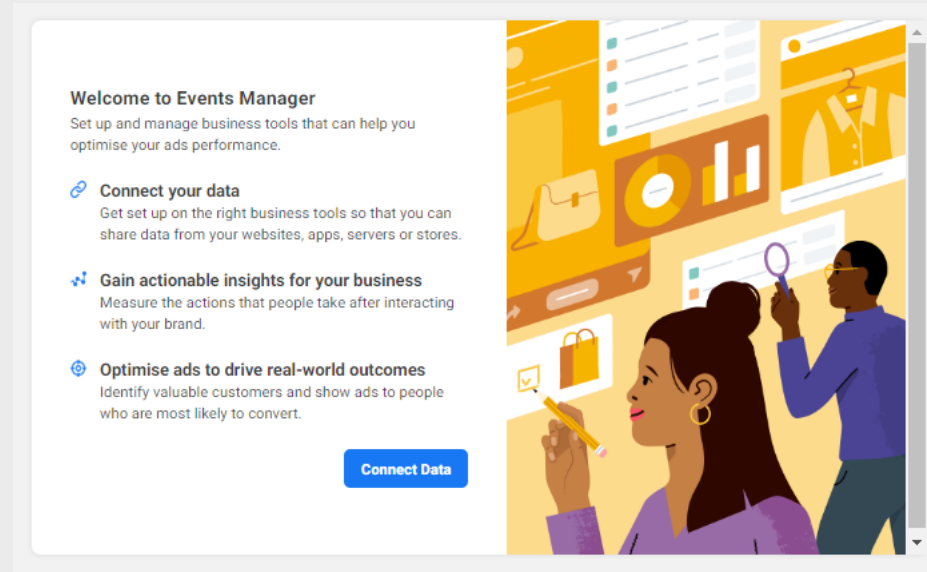 Welcome to Events Manager
Set up and manage business tools that can help you
optimise your ads performance.
Connect your data
Get set up on the right business tools so that you can
share data from your websites, apps, servers or stores.
Gain actionable insights for your business
Measure the actions that people take after interacting
with your brand.
Optimise ads to drive real-world outcomes
Identify valuable customers and show ads to people
who are most likely to convert.
Connect Data